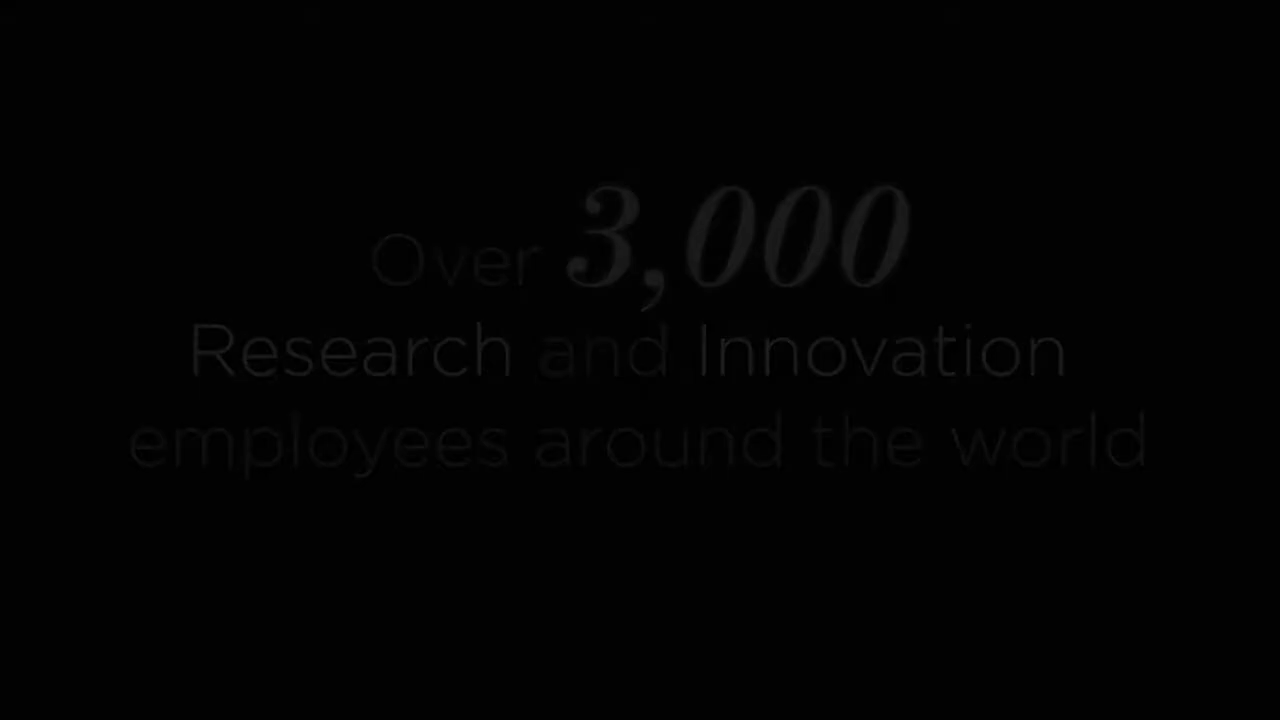 Over 3,000
Research and Innovation
employees around the world